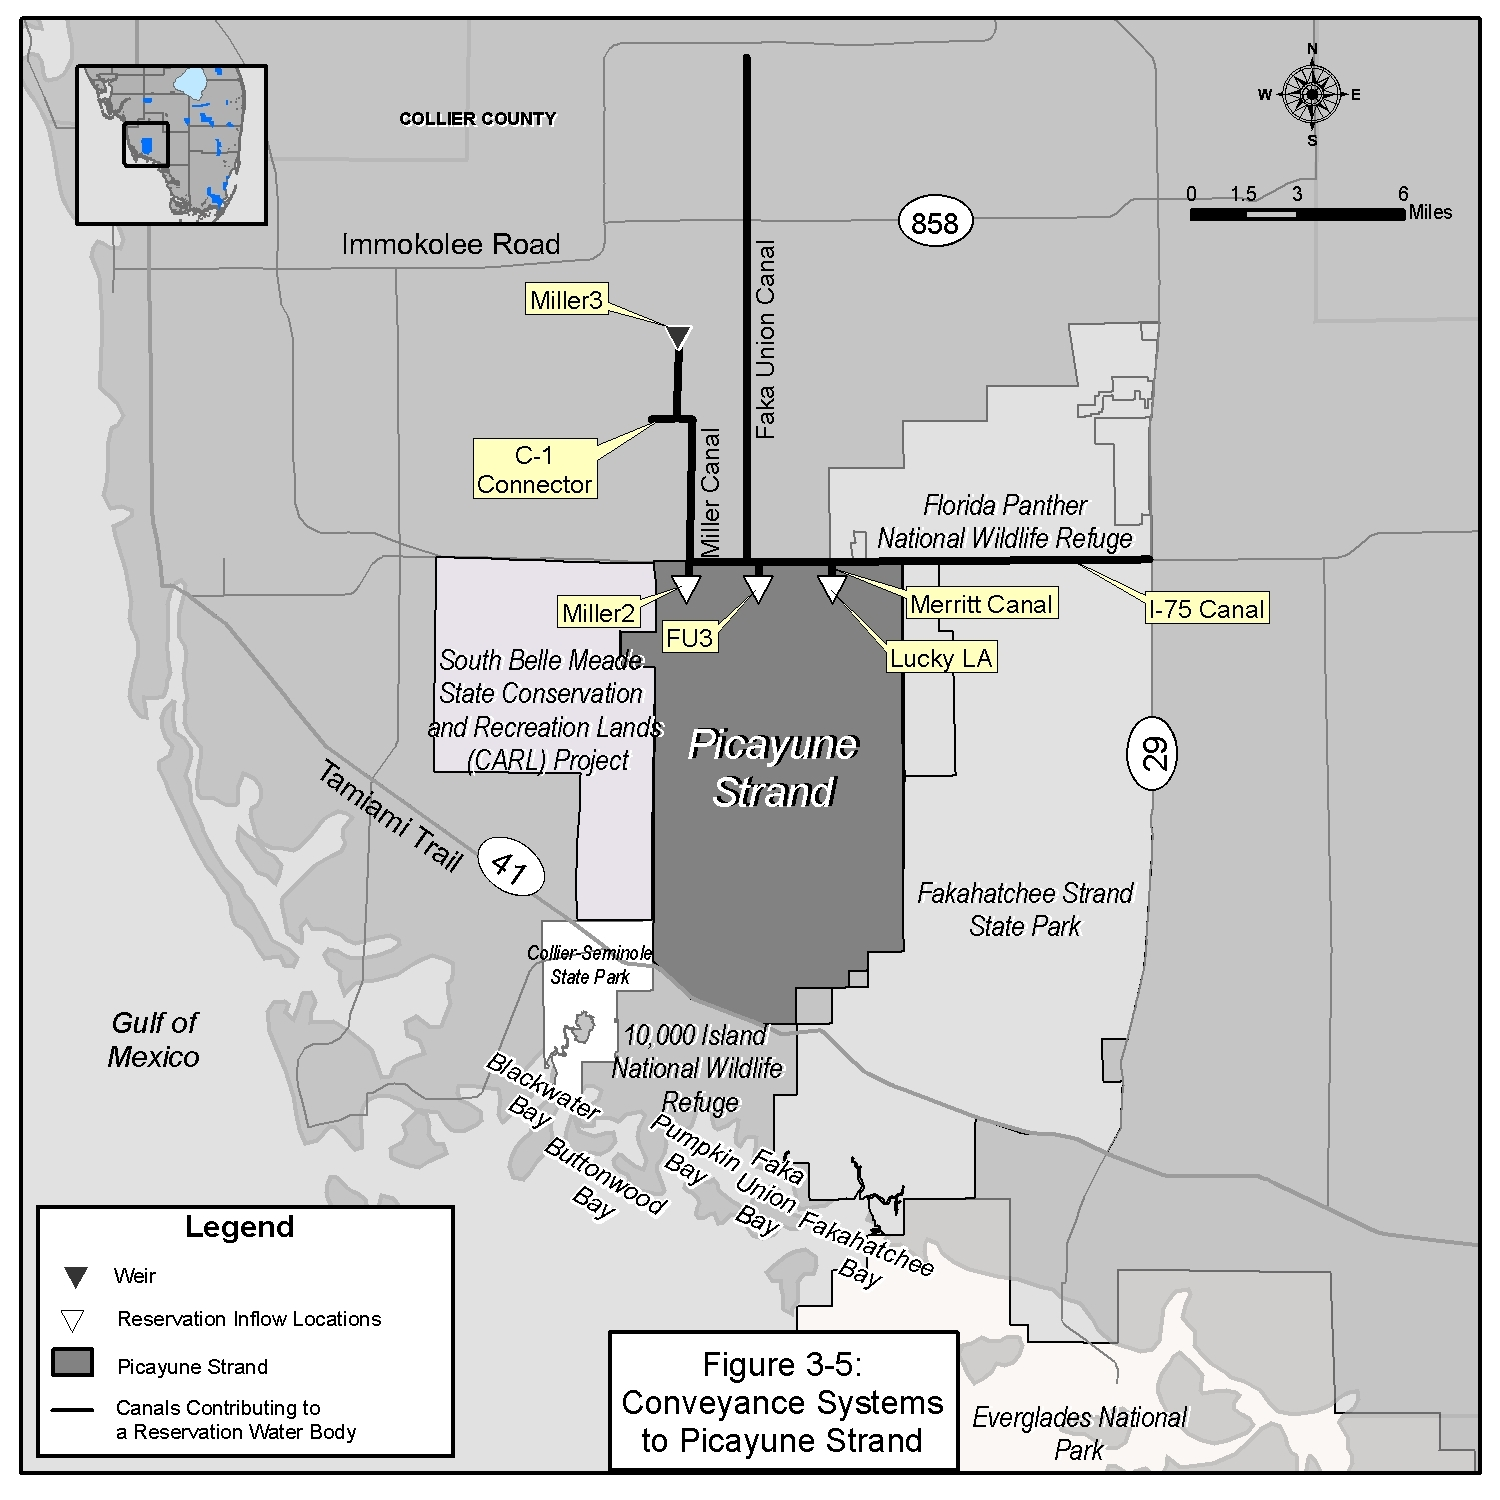 N
W
E
S
COLLIER COUNTY
0
1.5
3
6
Miles
858
Immokolee Road
Miller3
Faka Union Canal
C-1
Connector
Miller Canal
Florida Panther
National Wildlife Refuge
Miller2
FU3
Merritt Canal
Lucky LA
I-75 Canal
South Belle Meade
State Conservation
and Recreation Lands
(CARL) Project
Picayune
Strand
29
Tamiami Trail
41
Fakahatchee Strand
State Park
Collier-Seminole
State Park
Gulf of
Mexico
10,000 Island
National Wildlife
Refuge
Blackwater
Bay
Buttonwood
Bay
Pumpkin
Bay
Faka
Union
Bay
Fakahatchee
Bay
Legend
Weir
Reservation Inflow Locations
Picayune Strand
Canals Contributing to
a Reservation Water Body
Figure 3-5:
Conveyance Systems
to Picayune Strand
Everglades National
Park